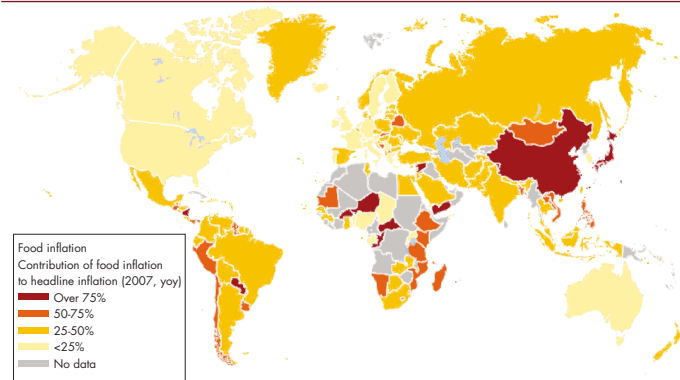 Food inflation
Contribution of food inflation
to headline inflation (2007, yoy)
Over 75%
50-75%
25-50%
<25%
No data